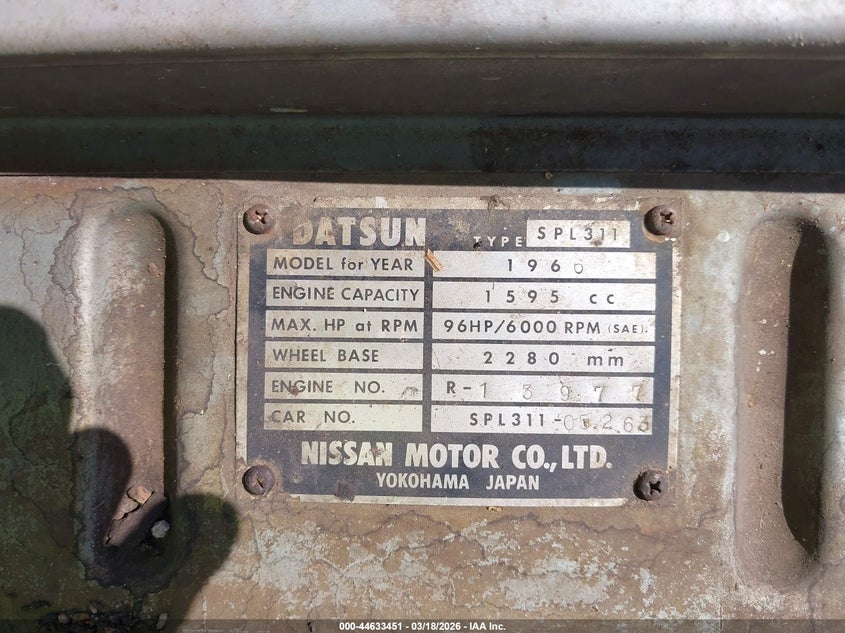 DATSUN TYPE SPL311
MODEL for YEAR 1966
ENGINE CAPACITY 1595 cc
MAX. HP at RPM 96HP/6000 RPM (SAE).
WHEEL BASE 2280 mm
ENGINE NO. R-13977
CAR NO. SPL311-
NISSAN MOTOR CO., LTD.
YOKOHAMA JAPAN
000-44633451 - 03/18/2026 - IAA Inc.